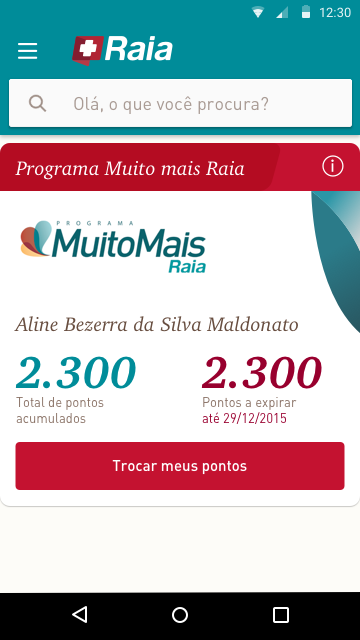 12:30
Raia
Olá, o que você procura?
Programa Muito mais Raia
PROGRAMA
MuitoMais
Raia
Aline Bezerra da Silva Maldonato
2.300
Total de pontos
acumulados
2.300
Pontos a expirar
até 29/12/2015
Trocar meus pontos